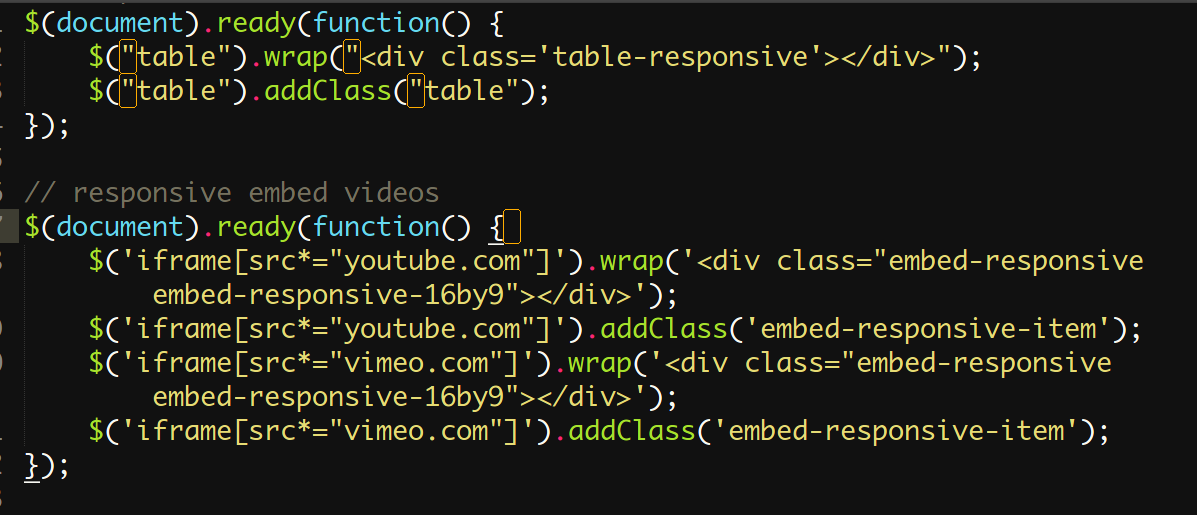 $(document).ready(function() {
    $("table").wrap("<div class='table-responsive'></div>");
    $("table").addClass("table");
});

// responsive embed videos
$(document).ready(function() {
    $('iframe[src*="youtube.com"]').wrap('<div class="embed-responsive
        embed-responsive-16by9"></div>');
    $('iframe[src*="youtube.com"]').addClass('embed-responsive-item');
    $('iframe[src*="vimeo.com"]').wrap('<div class="embed-responsive
        embed-responsive-16by9"></div>');
    $('iframe[src*="vimeo.com"]').addClass('embed-responsive-item');
});